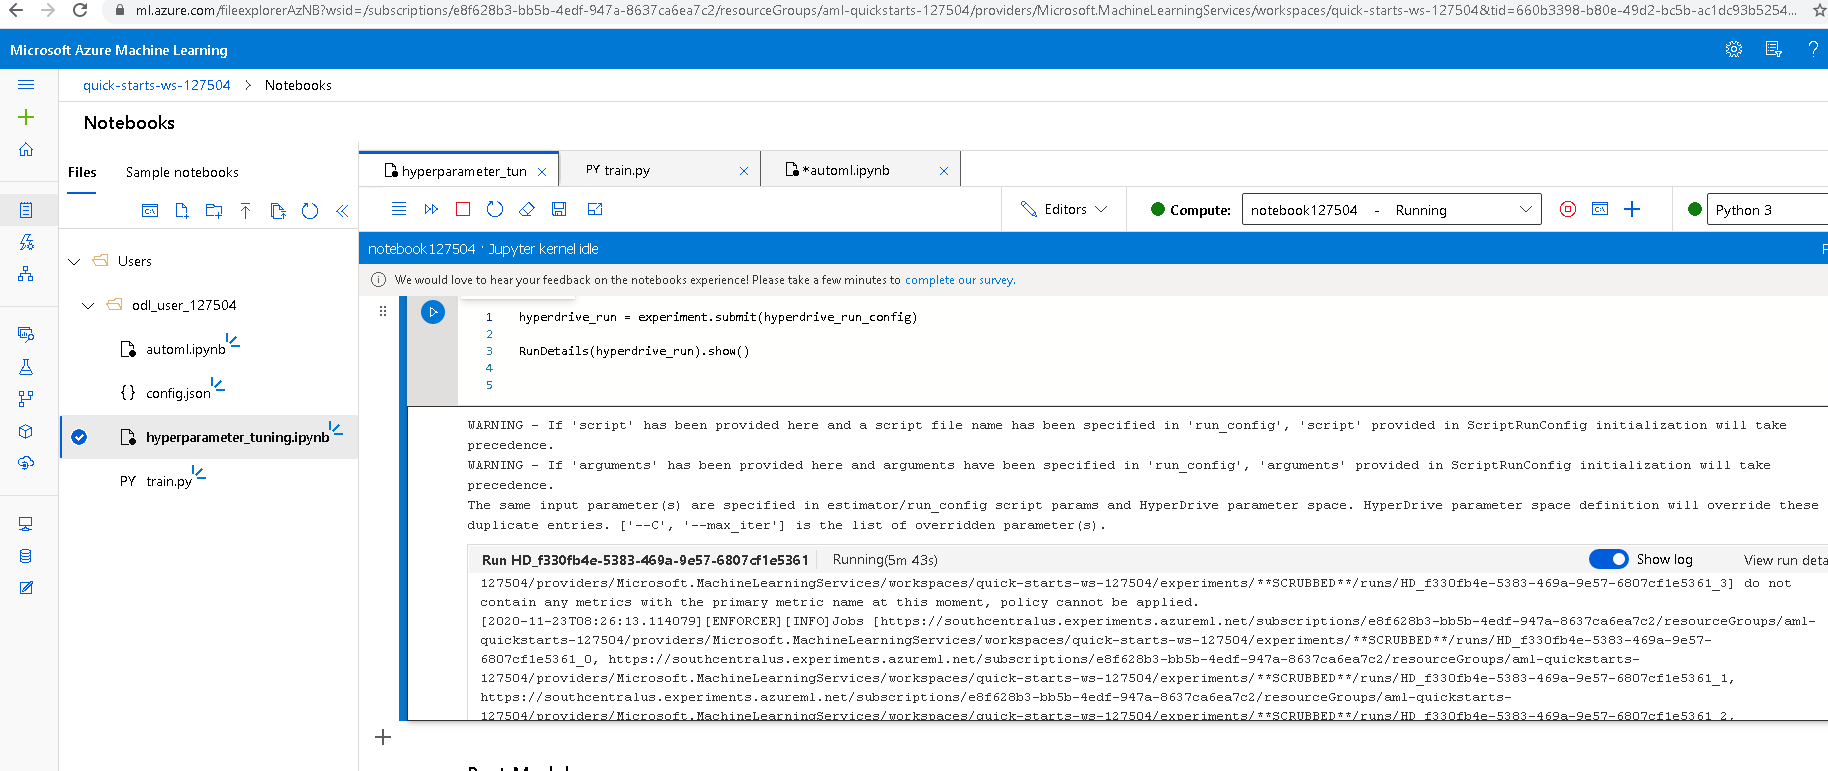 ml.azure.com/fileexplorerAzNB?wsid=/subscriptions/e8f628b3-bb5b-4edf-947a-8637ca6ea7c2/resourceGroups/aml-quickstarts-127504/providers/Microsoft.MachineLearningServices/workspaces/quick-starts-ws-127504&tid=660b3398-b80e-49d2-bc5b-ac1dc93b5254...
Microsoft Azure Machine Learning
?
quick-starts-ws-127504 > Notebooks
Notebooks
Files Sample notebooks
hyperparameter_tun
PY train.py
*automl.ipynb
Editors
Compute: notebook127504 - Running
Python 3
Users
odl_user_127504
automl.ipynb
{} config.json
hyperparameter_tuning.ipynb
PY train.py
notebook127504 · Jupyter kernel idle
We would love to hear your feedback on the notebooks experience! Please take a few minutes to complete our survey.
1 hyperdrive_run = experiment.submit(hyperdrive_run_config)
2
3 RunDetails(hyperdrive_run).show()
4
5
WARNING - If 'script' has been provided here and a script file name has been specified in 'run_config', 'script' provided in ScriptRunConfig initialization will take
precedence.
WARNING - If 'arguments' has been provided here and arguments have been specified in 'run_config', 'arguments' provided in ScriptRunConfig initialization will take
precedence.
The same input parameter(s) are specified in estimator/run_config script params and HyperDrive parameter space. HyperDrive parameter space definition will override these
duplicate entries. ['--C', '--max_iter'] is the list of overridden parameter(s).
Run HD_f330fb4e-5383-469a-9e57-6807cf1e5361 Running(5m 43s) Show log View run deta
127504/providers/Microsoft.MachineLearningServices/workspaces/quick-starts-ws-127504/experiments/**SCRUBBED**/runs/HD_f330fb4e-5383-469a-9e57-6807cf1e5361_3] do not
contain any metrics with the primary metric name at this moment, policy cannot be applied.
[2020-11-23T08:26:13.114079][ENFORCER][INFO]Jobs [https://southcentralus.experiments.azureml.net/subscriptions/e8f628b3-bb5b-4edf-947a-8637ca6ea7c2/resourceGroups/aml-
quickstarts-127504/providers/Microsoft.MachineLearningServices/workspaces/quick-starts-ws-127504/experiments/**SCRUBBED**/runs/HD_f330fb4e-5383-469a-9e57-
6807cf1e5361_0, https://southcentralus.experiments.azureml.net/subscriptions/e8f628b3-bb5b-4edf-947a-8637ca6ea7c2/resourceGroups/aml-quickstarts-
127504/providers/Microsoft.MachineLearningServices/workspaces/quick-starts-ws-127504/experiments/**SCRUBBED**/runs/HD_f330fb4e-5383-469a-9e57-6807cf1e5361_1,
https://southcentralus.experiments.azureml.net/subscriptions/e8f628b3-bb5b-4edf-947a-8637ca6ea7c2/resourceGroups/aml-quickstarts-
127504/providers/Microsoft.MachineLearningServices/workspaces/quick-starts-ws-127504/experiments/**SCRUBBED**/runs/HD_f330fb4e-5383-469a-9e57-6807cf1e5361_2,